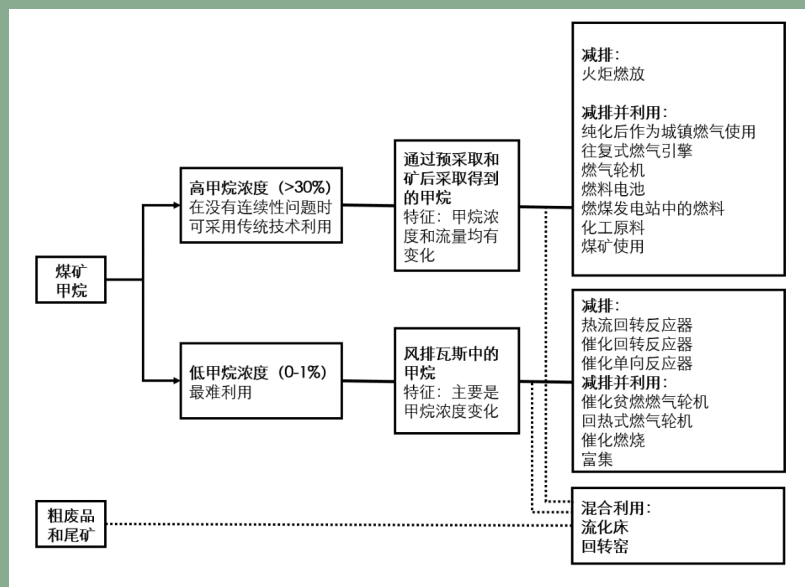 煤矿
甲烷
高甲烷浓度（>30%）
在没有连续性问题时
可采用传统技术利用
通过预采取和
矿后采取得到
的甲烷
特征：甲烷浓
度和流量均有
变化
减排：
火炬燃放
减排并利用：
纯化后作为城镇燃气使用
往复式燃气引擎
燃气轮机
燃料电池
燃煤发电站中的燃料
化工原料
煤矿使用
低甲烷浓度（0-1%）
最难利用
风排瓦斯中的
甲烷
特征：主要是
甲烷浓度变化
减排：
热流回转反应器
催化回转反应器
催化单向反应器
减排并利用：
催化贫燃燃气轮机
回热式燃气轮机
催化燃烧
富集
粗废品
和尾矿
混合利用：
流化床
回转窑